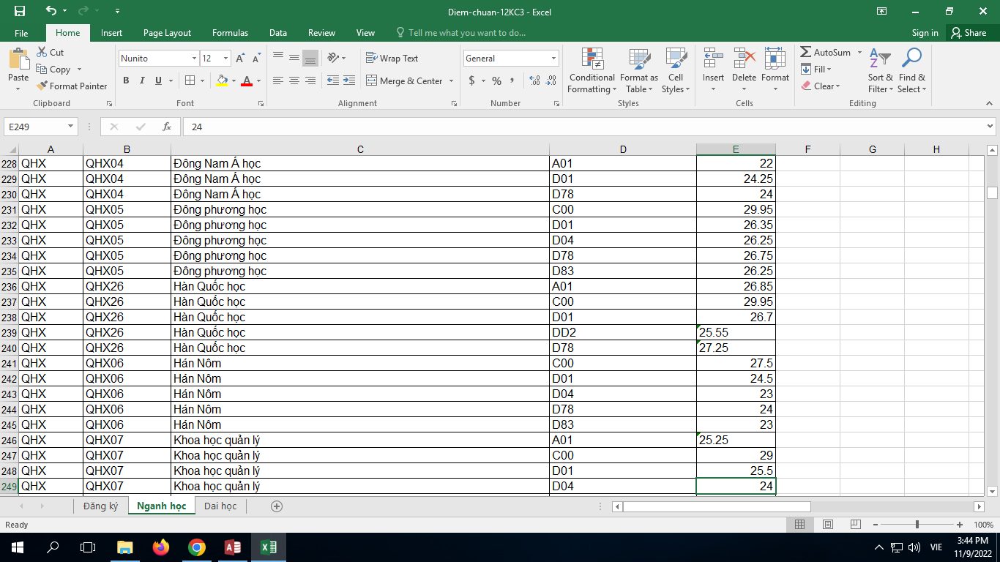 Diem-chuan-12KC3 - Excel
File Home Insert Page Layout Formulas Data Review View Tell me what you want to do... Sign in Share
Paste Cut Copy Format Painter Clipboard
Nunito 12 B I U A Font
Wrap Text Merge & Center Alignment
General $ % , Number
Conditional Formatting Format as Table Cell Styles Styles
Insert Delete Format Cells
AutoSum Fill Clear Sort & Filter Find & Select Editing
E249 fx 24
A B C D E F G H
228 QHX QHX04 Đông Nam Á học A01 22
229 QHX QHX04 Đông Nam Á học D01 24.25
230 QHX QHX04 Đông Nam Á học D78 24
231 QHX QHX05 Đông phương học C00 29.95
232 QHX QHX05 Đông phương học D01 26.35
233 QHX QHX05 Đông phương học D04 26.25
234 QHX QHX05 Đông phương học D78 26.75
235 QHX QHX05 Đông phương học D83 26.25
236 QHX QHX26 Hàn Quốc học A01 26.85
237 QHX QHX26 Hàn Quốc học C00 29.95
238 QHX QHX26 Hàn Quốc học D01 26.7
239 QHX QHX26 Hàn Quốc học DD2 25.55
240 QHX QHX26 Hàn Quốc học D78 27.25
241 QHX QHX06 Hán Nôm C00 27.5
242 QHX QHX06 Hán Nôm D01 24.5
243 QHX QHX06 Hán Nôm D04 23
244 QHX QHX06 Hán Nôm D78 24
245 QHX QHX06 Hán Nôm D83 23
246 QHX QHX07 Khoa học quản lý A01 25.25
247 QHX QHX07 Khoa học quản lý C00 29
248 QHX QHX07 Khoa học quản lý D01 25.5
249 QHX QHX07 Khoa học quản lý D04 24
Đăng ký Nganh học Dai học
Ready 100%
VIE 3:44 PM
11/9/2022